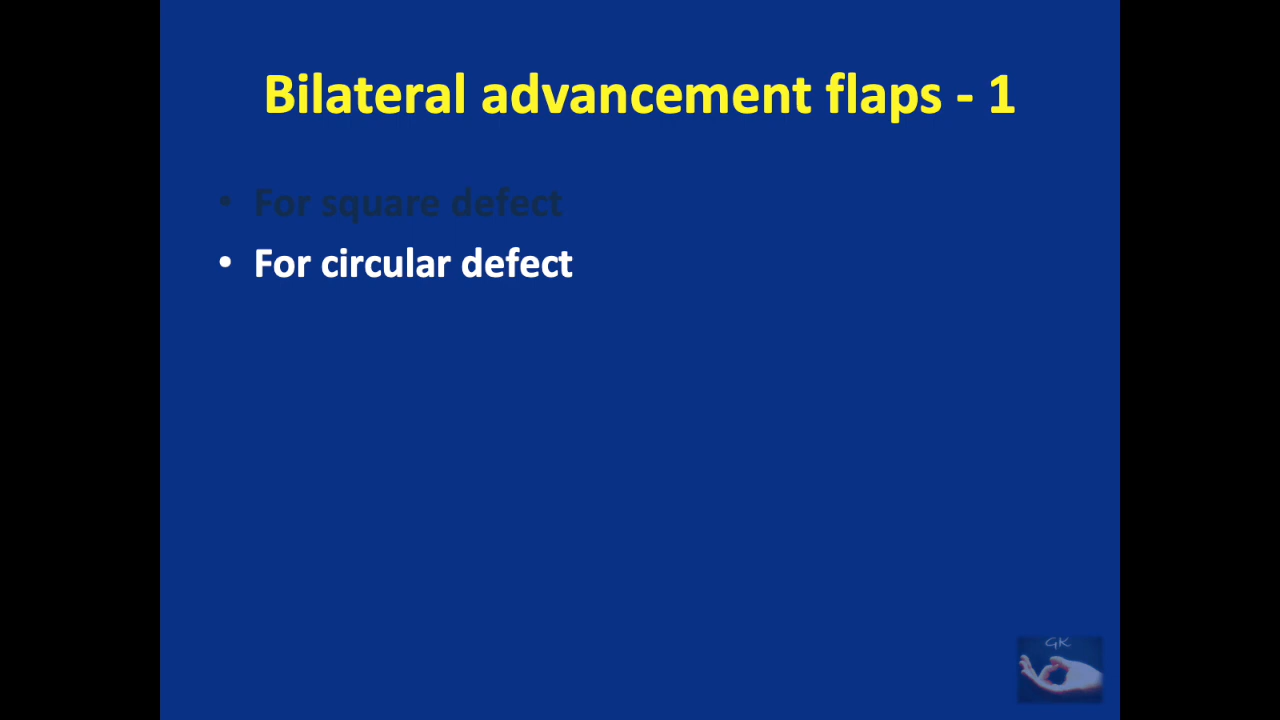 Bilateral advancement flaps - 1
• For square defect
• For circular defect
GK